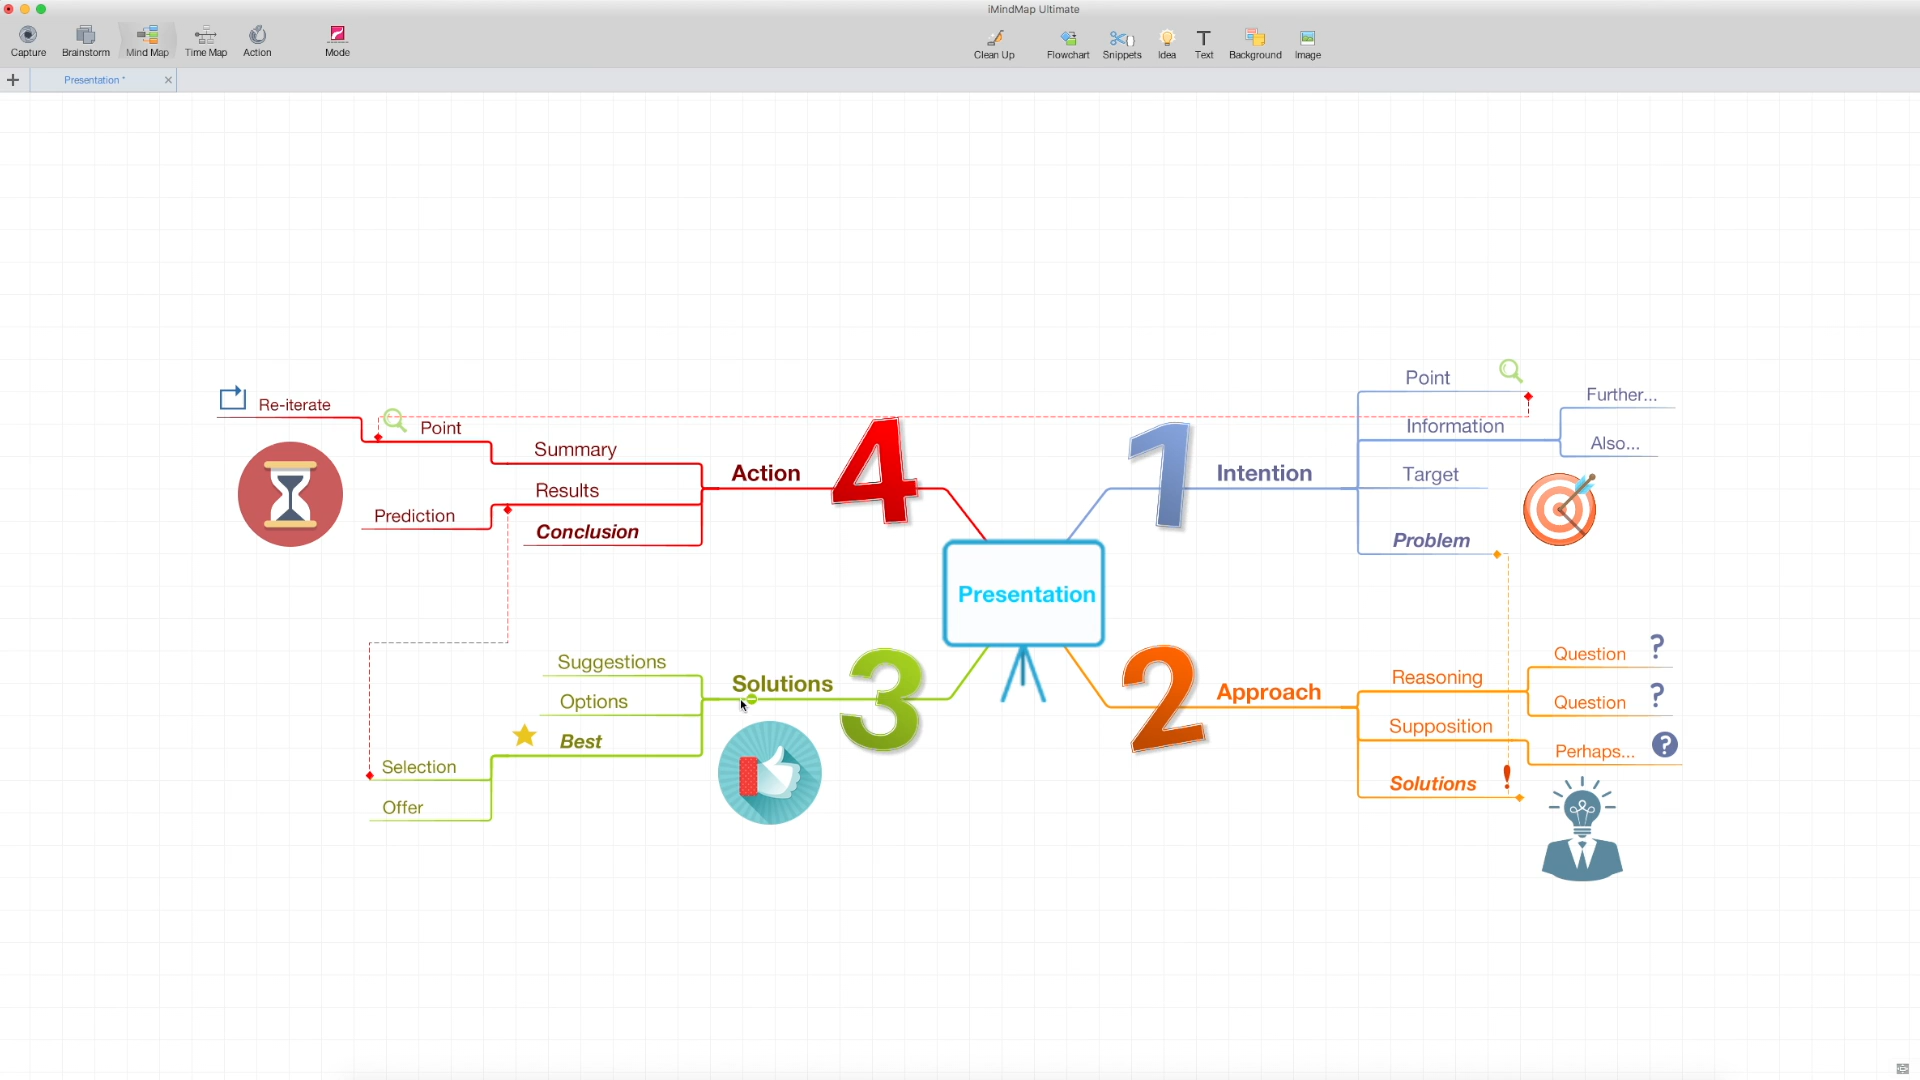 iMindMap Ultimate
Capture Brainstorm Mind Map Time Map Action Mode Clean Up Flowchart Snippets Idea Text Background Image
Presentation *
Presentation
1 Intention
Point
Information
Further...
Also...
Target
Problem
2 Approach
Reasoning
Question ?
Question ?
Supposition
Perhaps... ?
Solutions !
3 Solutions
Suggestions
Options
Best
Selection
Offer
4 Action
Summary
Point
Re-iterate
Results
Prediction
Conclusion